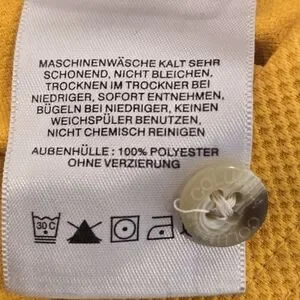 MASCHINENWÄSCHE KALT SEHR
SCHONEND, NICHT BLEICHEN.
TROCKNEN IM TROCKNER BEI
NIEDRIGER, SOFORT ENTNEHMEN.
BÜGELN BEI NIEDRIGER, KEINEN
WEICHSPÜLER BENUTZEN,
NICHT CHEMISCH REINIGEN
AUßENHÜLLE : 100% POLYESTER
OHNE VERZIERUNG
30 C